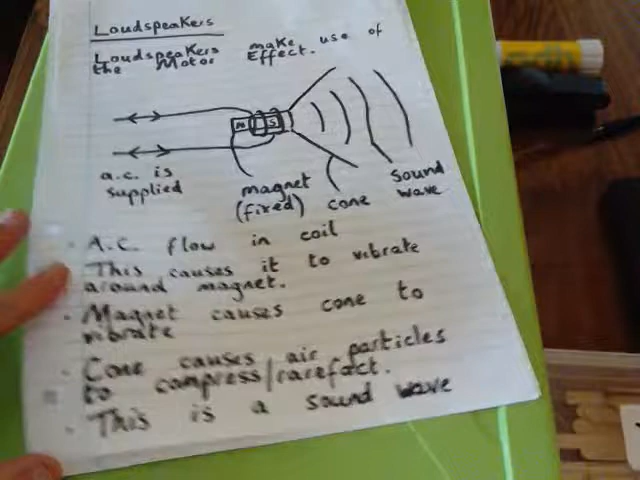 Loudspeakers
Loudspeakers make use of
the Motor Effect.
N S
a.c. is
supplied
magnet
(fixed)
cone
sound
wave
A.C. flow in coil
This causes it to vibrate
around magnet.
Magnet causes cone to
vibrate
Cone causes air particles
to compress/rarefact.
This is a sound wave